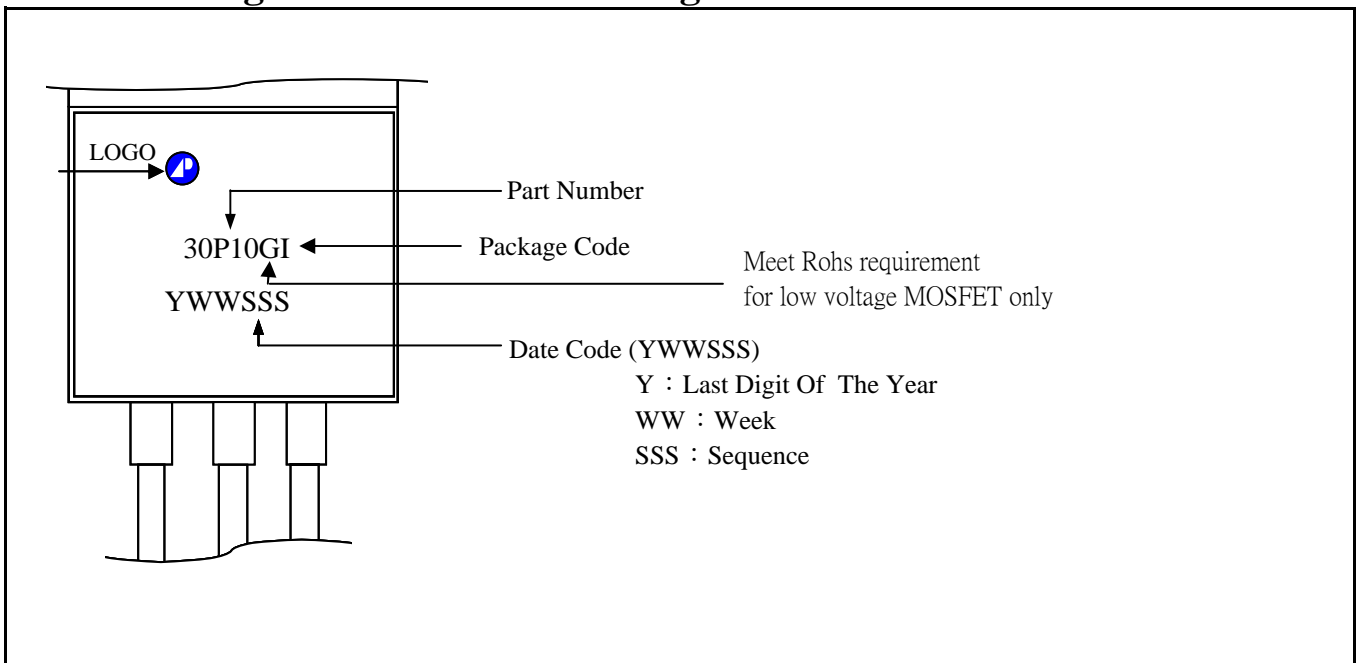 LOGO
Part Number
30P10GI
Package Code
Meet Rohs requirement
for low voltage MOSFET only
YWWSSS
Date Code (YWWSSS)
Y：Last Digit Of The Year
WW：Week
SSS：Sequence